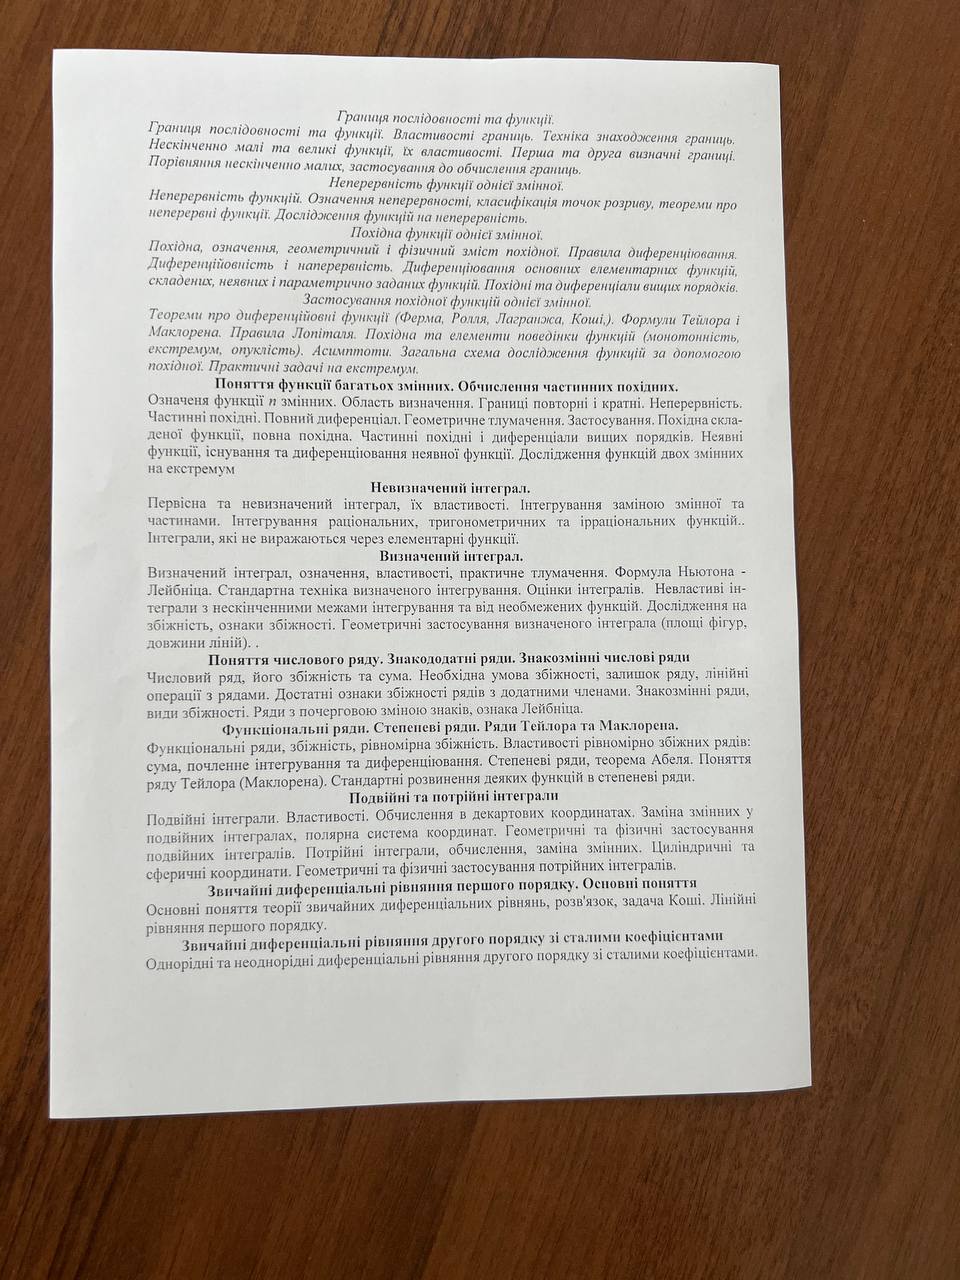 Границя послідовності та функції.
Границя послідовності та функції. Властивості границь. Техніка знаходження границь.
Нескінченно малі та великі функції, їх властивості. Перша та друга визначні границі.
Порівняння нескінченно малих, застосування до обчислення границь.
Неперервність функції однієї змінної.
Неперервність функцій. Означення неперервності, класифікація точок розриву, теореми про
неперервні функції. Дослідження функцій на неперервність.
Похідна функції однієї змінної.
Похідна, означення, геометричний і фізичний зміст похідної. Правила диференціювання.
Диференційовність і наперервність. Диференціювання основних елементарних функцій,
складених, неявних і параметрично заданих функцій. Похідні та диференціали вищих порядків.
Застосування похідної функцій однієї змінної.
Теореми про диференційовні функції (Ферма, Ролля, Лагранжа, Коші,). Формули Тейлора і
Маклорена. Правила Лопіталя. Похідна та елементи поведінки функцій (монотонність,
екстремум, опуклість). Асимптоти. Загальна схема дослідження функцій за допомогою
похідної. Практичні задачі на екстремум.
Поняття функції багатьох змінних. Обчислення частинних похідних.
Означеня функції n змінних. Область визначення. Границі повторні і кратні. Неперервність.
Частинні похідні. Повний диференціал. Геометричне тлумачення. Застосування. Похідна скла-
деної функції, повна похідна. Частинні похідні і диференціали вищих порядків. Неявні
функції, існування та диференціювання неявної функції. Дослідження функцій двох змінних
на екстремум
Невизначений інтеграл.
Первісна та невизначений інтеграл, їх властивості. Інтегрування заміною змінної та
частинами. Інтегрування раціональних, тригонометричних та ірраціональних функцій..
Інтеграли, які не виражаються через елементарні функції.
Визначений інтеграл.
Визначений інтеграл, означення, властивості, практичне тлумачення. Формула Ньютона -
Лейбніца. Стандартна техніка визначеного інтегрування. Оцінки інтегралів. Невластиві ін-
теграли з нескінченними межами інтегрування та від необмежених функцій. Дослідження на
збіжність, ознаки збіжності. Геометричні застосування визначеного інтеграла (площі фігур,
довжини ліній). .
Поняття числового ряду. Знакододатні ряди. Знакозмінні числові ряди
Числовий ряд, його збіжність та сума. Необхідна умова збіжності, залишок ряду, лінійні
операції з рядами. Достатні ознаки збіжності рядів з додатними членами. Знакозмінні ряди,
види збіжності. Ряди з почерговою зміною знаків, ознака Лейбніца.
Функціональні ряди. Степеневі ряди. Ряди Тейлора та Маклорена.
Функціональні ряди, збіжність, рівномірна збіжність. Властивості рівномірно збіжних рядів:
сума, почленне інтегрування та диференціювання. Степеневі ряди, теорема Абеля. Поняття
ряду Тейлора (Маклорена). Стандартні розвинення деяких функцій в степеневі ряди.
Подвійні та потрійні інтеграли
Подвійні інтеграли. Властивості. Обчислення в декартових координатах. Заміна змінних у
подвійних інтегралах, полярна система координат. Геометричні та фізичні застосування
подвійних інтегралів. Потрійні інтеграли, обчислення, заміна змінних. Циліндричні та
сферичні координати. Геометричні та фізичні застосування потрійних інтегралів.
Звичайні диференціальні рівняння першого порядку. Основні поняття
Основні поняття теорії звичайних диференціальних рівнянь, розв'язок, задача Коші. Лінійні
рівняння першого порядку.
Звичайні диференціальні рівняння другого порядку зі сталими коефіцієнтами
Однорідні та неоднорідні диференціальні рівняння другого порядку зі сталими коефіцієнтами.